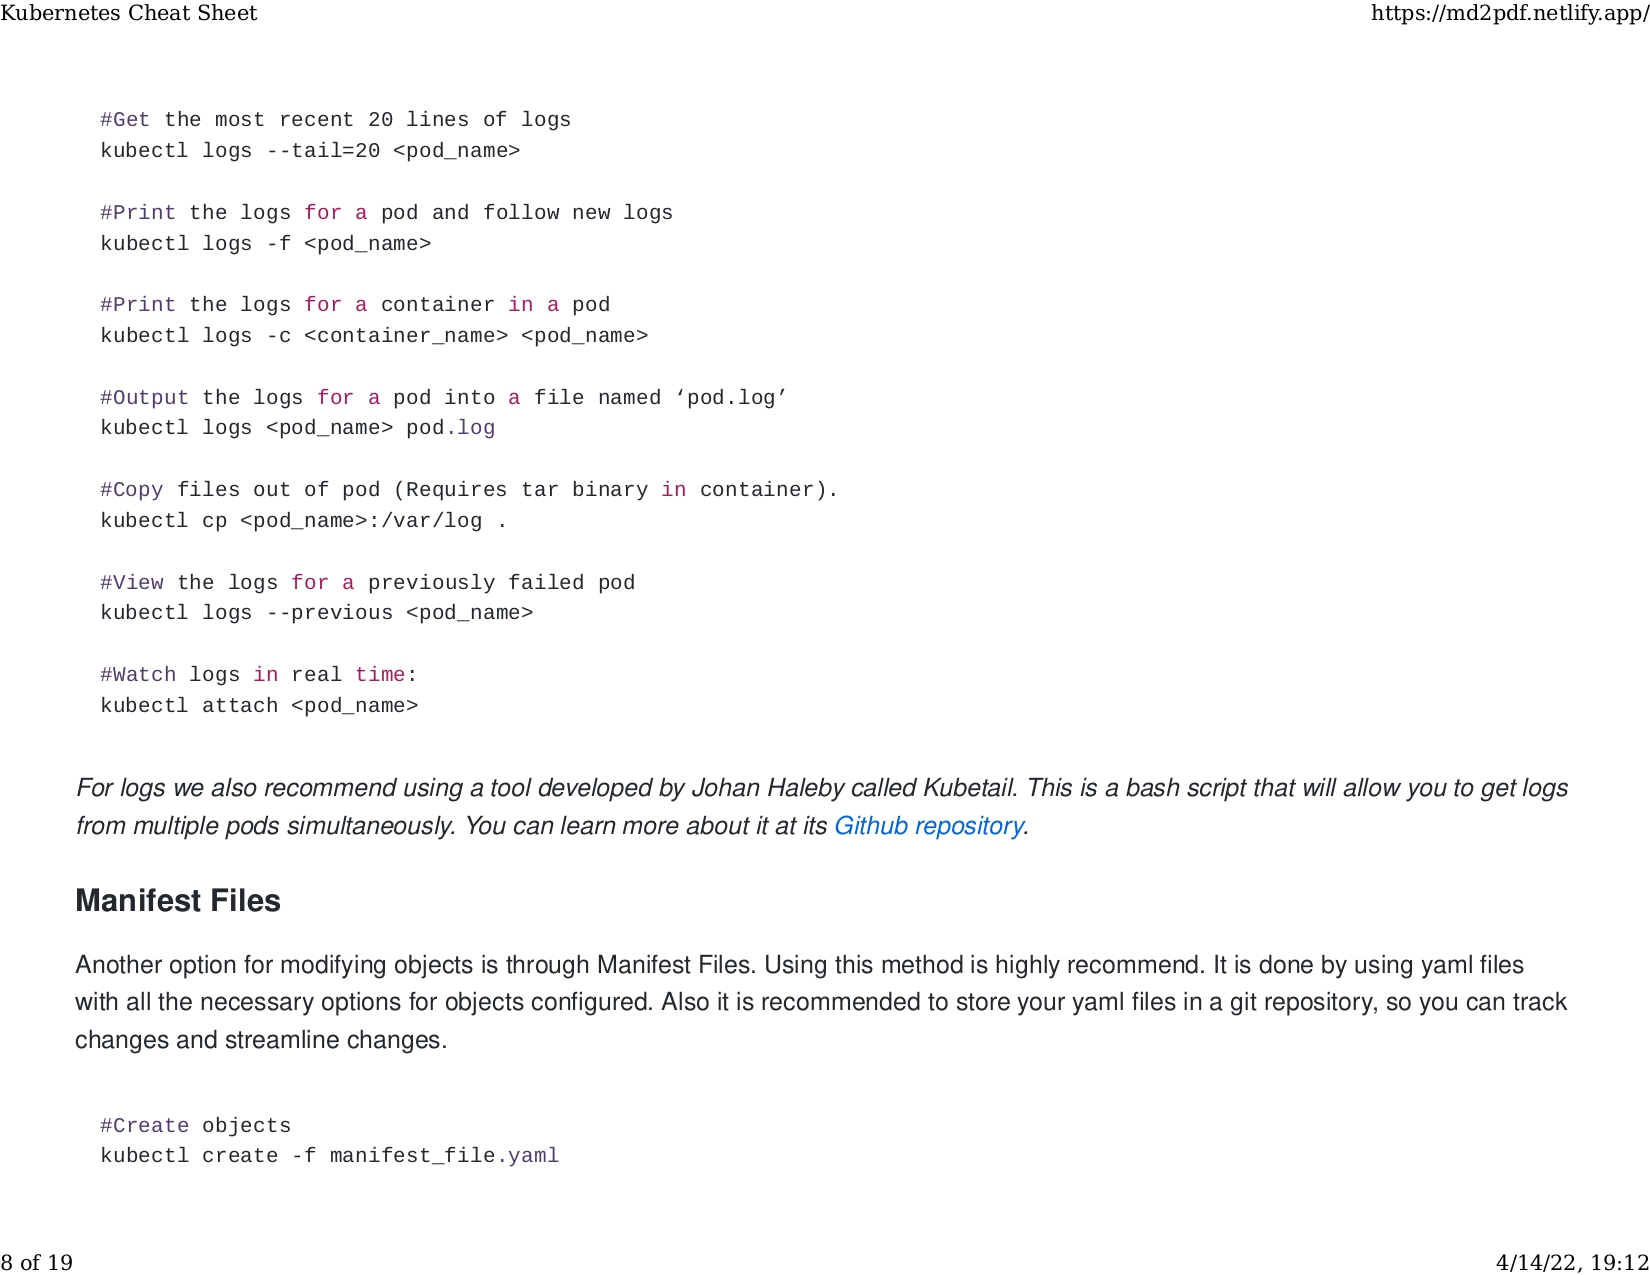 Kubernetes Cheat Sheet https://md2pdf.netlify.app/
#Get the most recent 20 lines of logs
kubectl logs --tail=20 <pod_name>
#Print the logs for a pod and follow new logs
kubectl logs -f <pod_name>
#Print the logs for a container in a pod
kubectl logs -c <container_name> <pod_name>
#Output the logs for a pod into a file named ‘pod.log’
kubectl logs <pod_name> pod.log
#Copy files out of pod (Requires tar binary in container).
kubectl cp <pod_name>:/var/log .
#View the logs for a previously failed pod
kubectl logs --previous <pod_name>
#Watch logs in real time:
kubectl attach <pod_name>
For logs we also recommend using a tool developed by Johan Haleby called Kubetail. This is a bash script that will allow you to get logs
from multiple pods simultaneously. You can learn more about it at its Github repository.
Manifest Files
Another option for modifying objects is through Manifest Files. Using this method is highly recommend. It is done by using yaml files
with all the necessary options for objects configured. Also it is recommended to store your yaml files in a git repository, so you can track
changes and streamline changes.
#Create objects
kubectl create -f manifest_file.yaml
8 of 19 4/14/22, 19:12